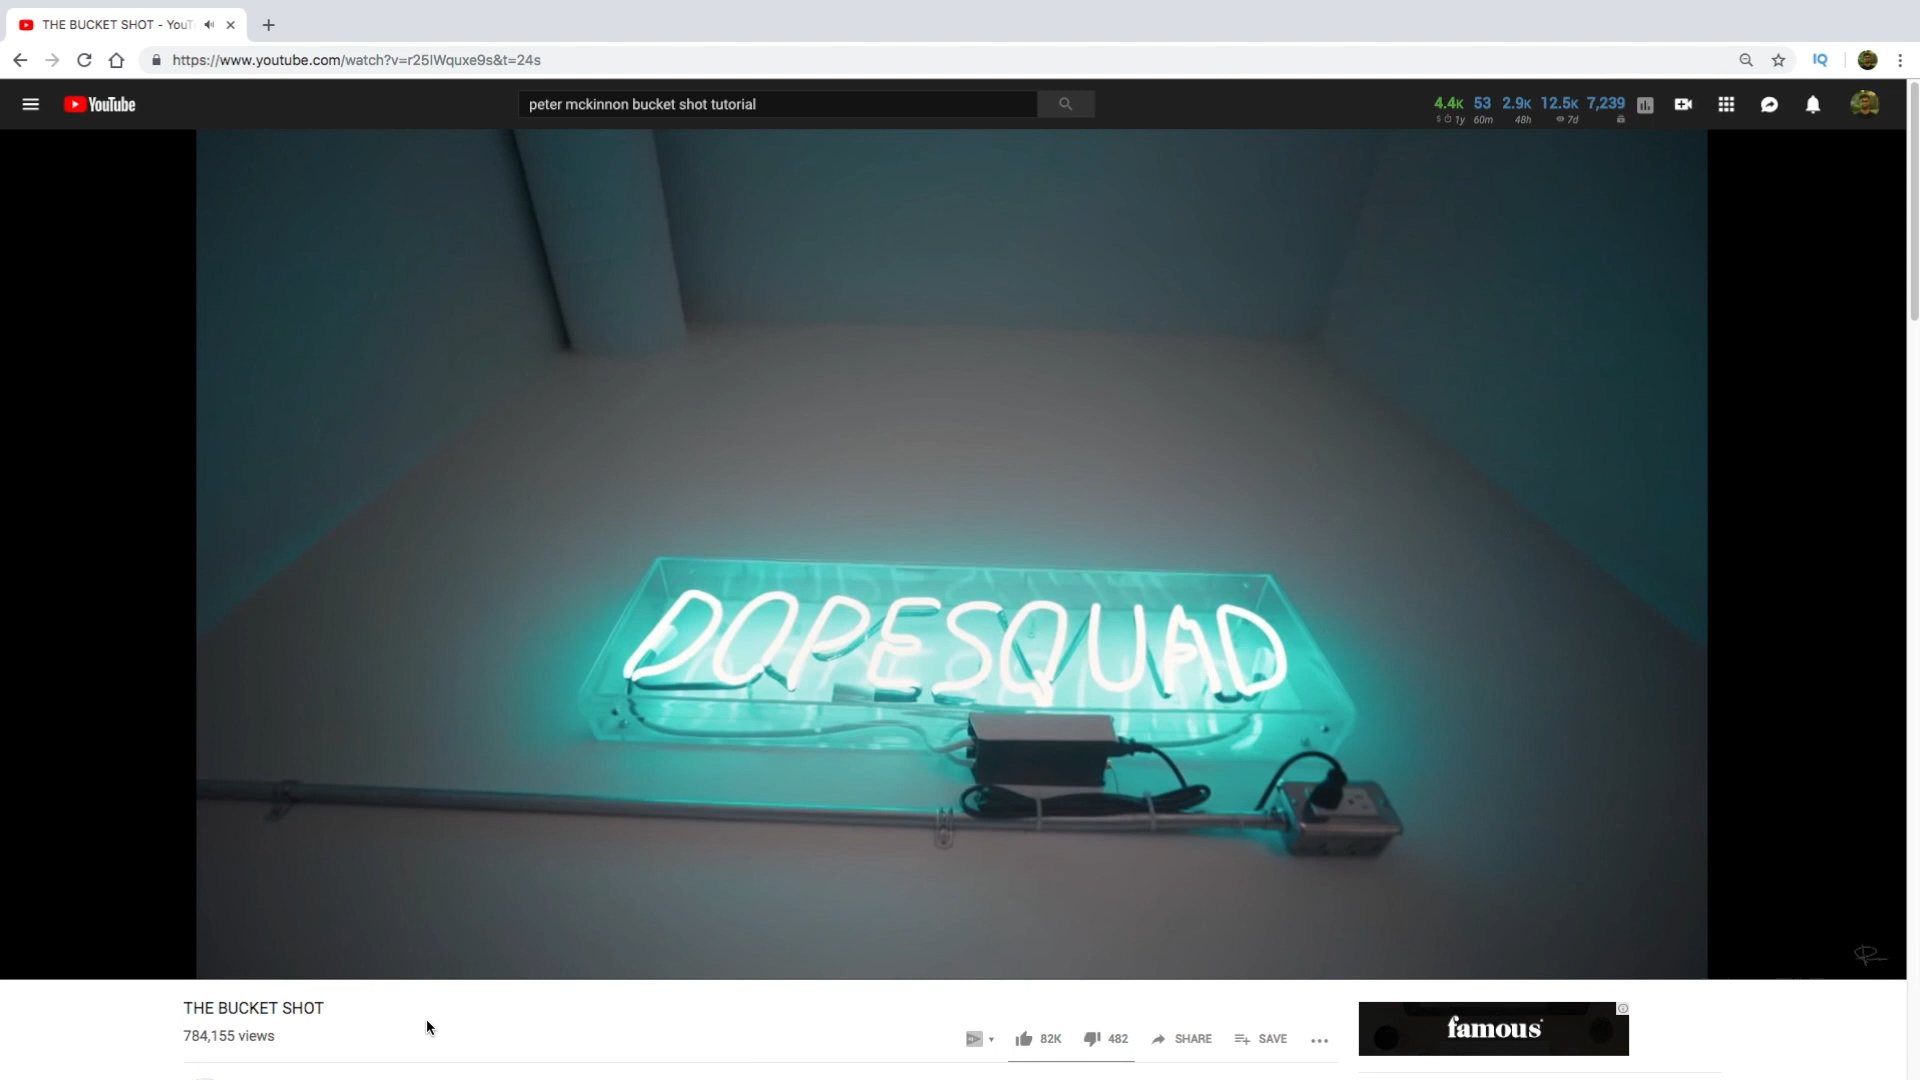 THE BUCKET SHOT - YouT
https://www.youtube.com/watch?v=r25IWquxe9s&t=24s
IQ
YouTube
peter mckinnon bucket shot tutorial
4.4K 53 2.9K 12.5K 7,239
1y 60m 48h 7d
DOPESQUAD
THE BUCKET SHOT
784,155 views
82K 482 SHARE SAVE
famous